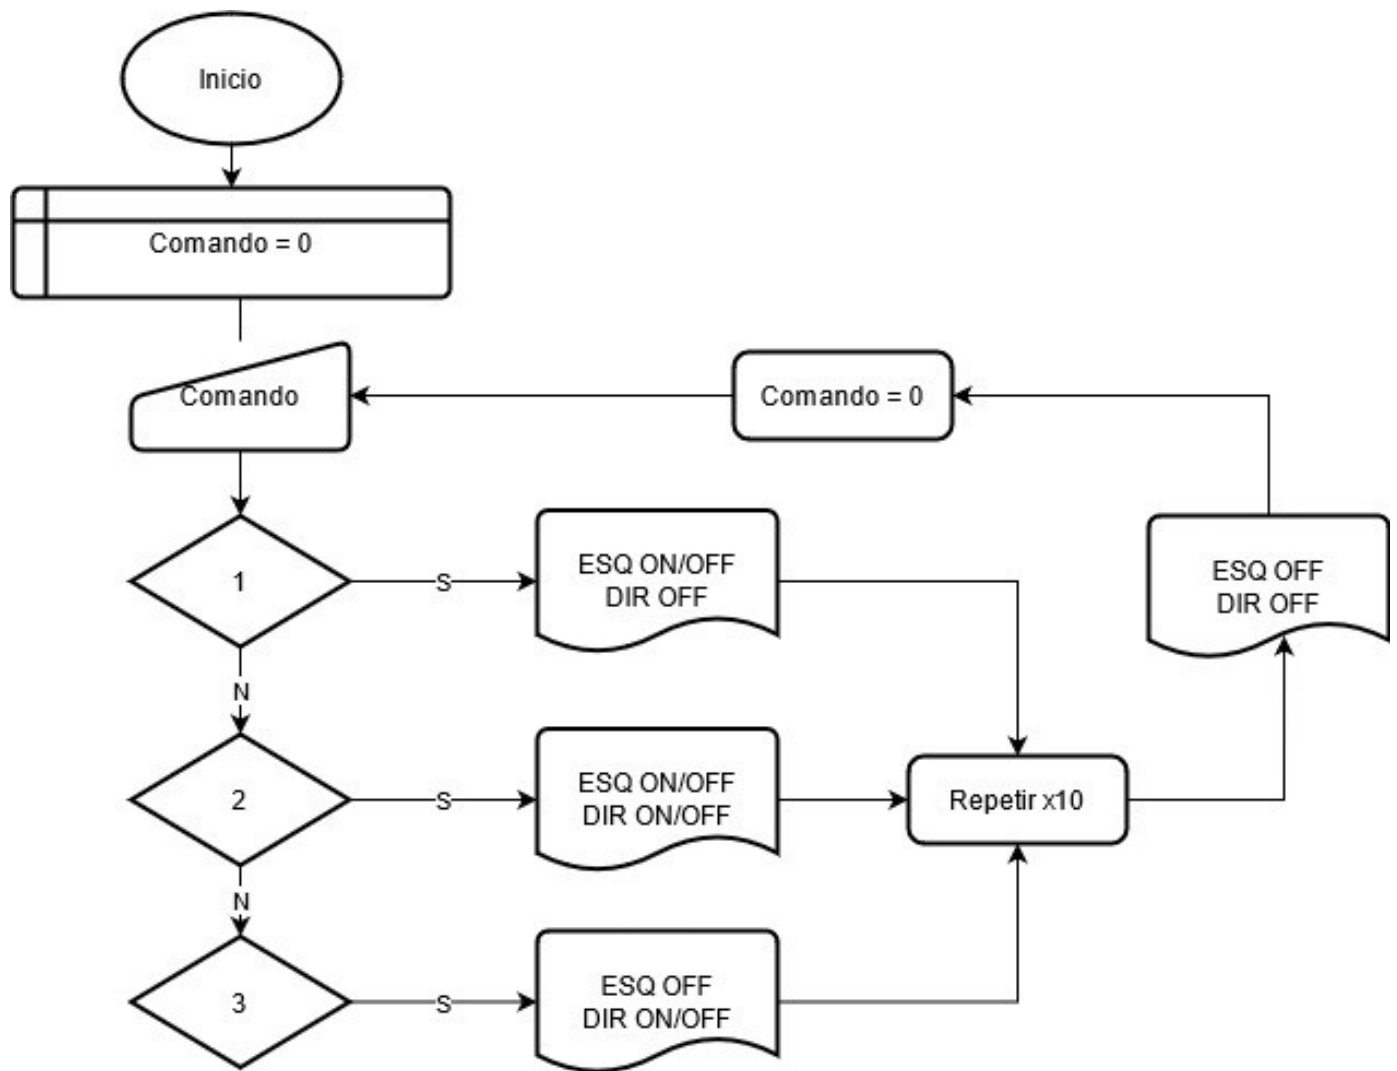 Inicio
Comando = 0
Comando
Comando = 0
1
S
ESQ ON/OFF
DIR OFF
ESQ OFF
DIR OFF
N
2
S
ESQ ON/OFF
DIR ON/OFF
Repetir x10
N
3
S
ESQ OFF
DIR ON/OFF